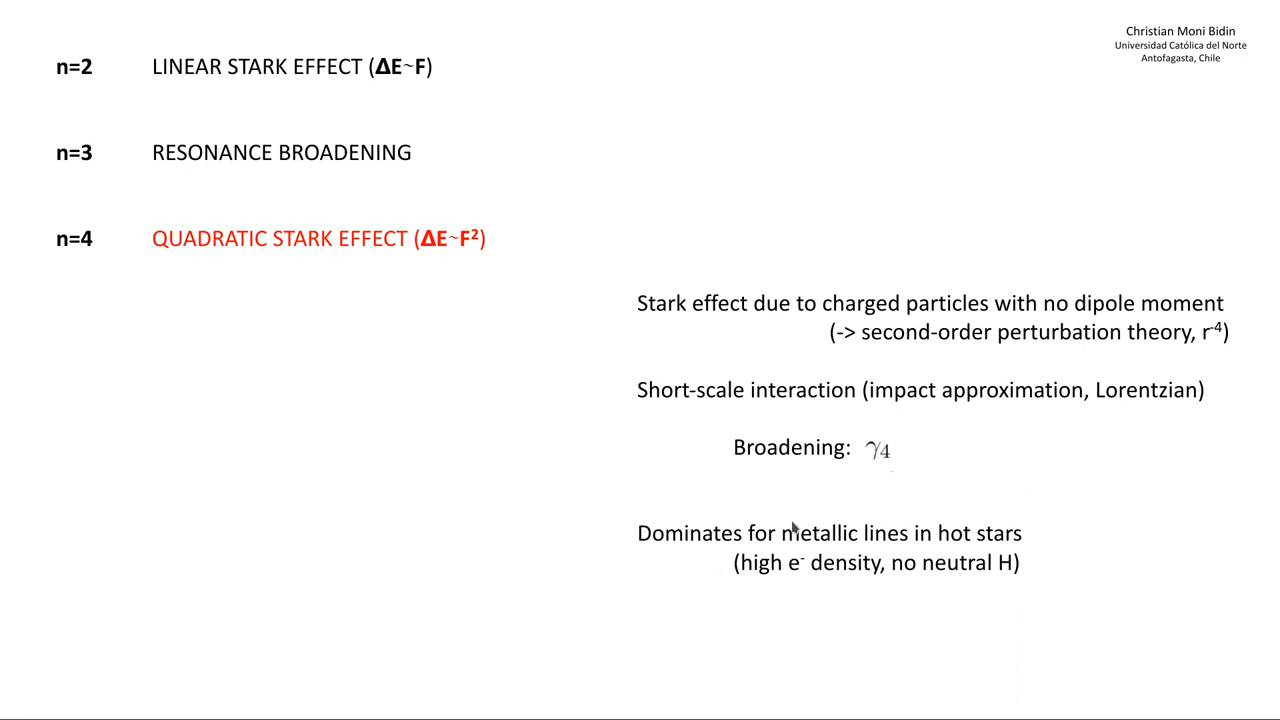 Christian Moni Bidin
Universidad Católica del Norte
Antofagasta, Chile
n=2 LINEAR STARK EFFECT (ΔE~F)
n=3 RESONANCE BROADENING
n=4 QUADRATIC STARK EFFECT (ΔE~F²)
Stark effect due to charged particles with no dipole moment
(-> second-order perturbation theory, r⁻⁴)
Short-scale interaction (impact approximation, Lorentzian)
Broadening: γ₄
Dominates for metallic lines in hot stars
(high e⁻ density, no neutral H)